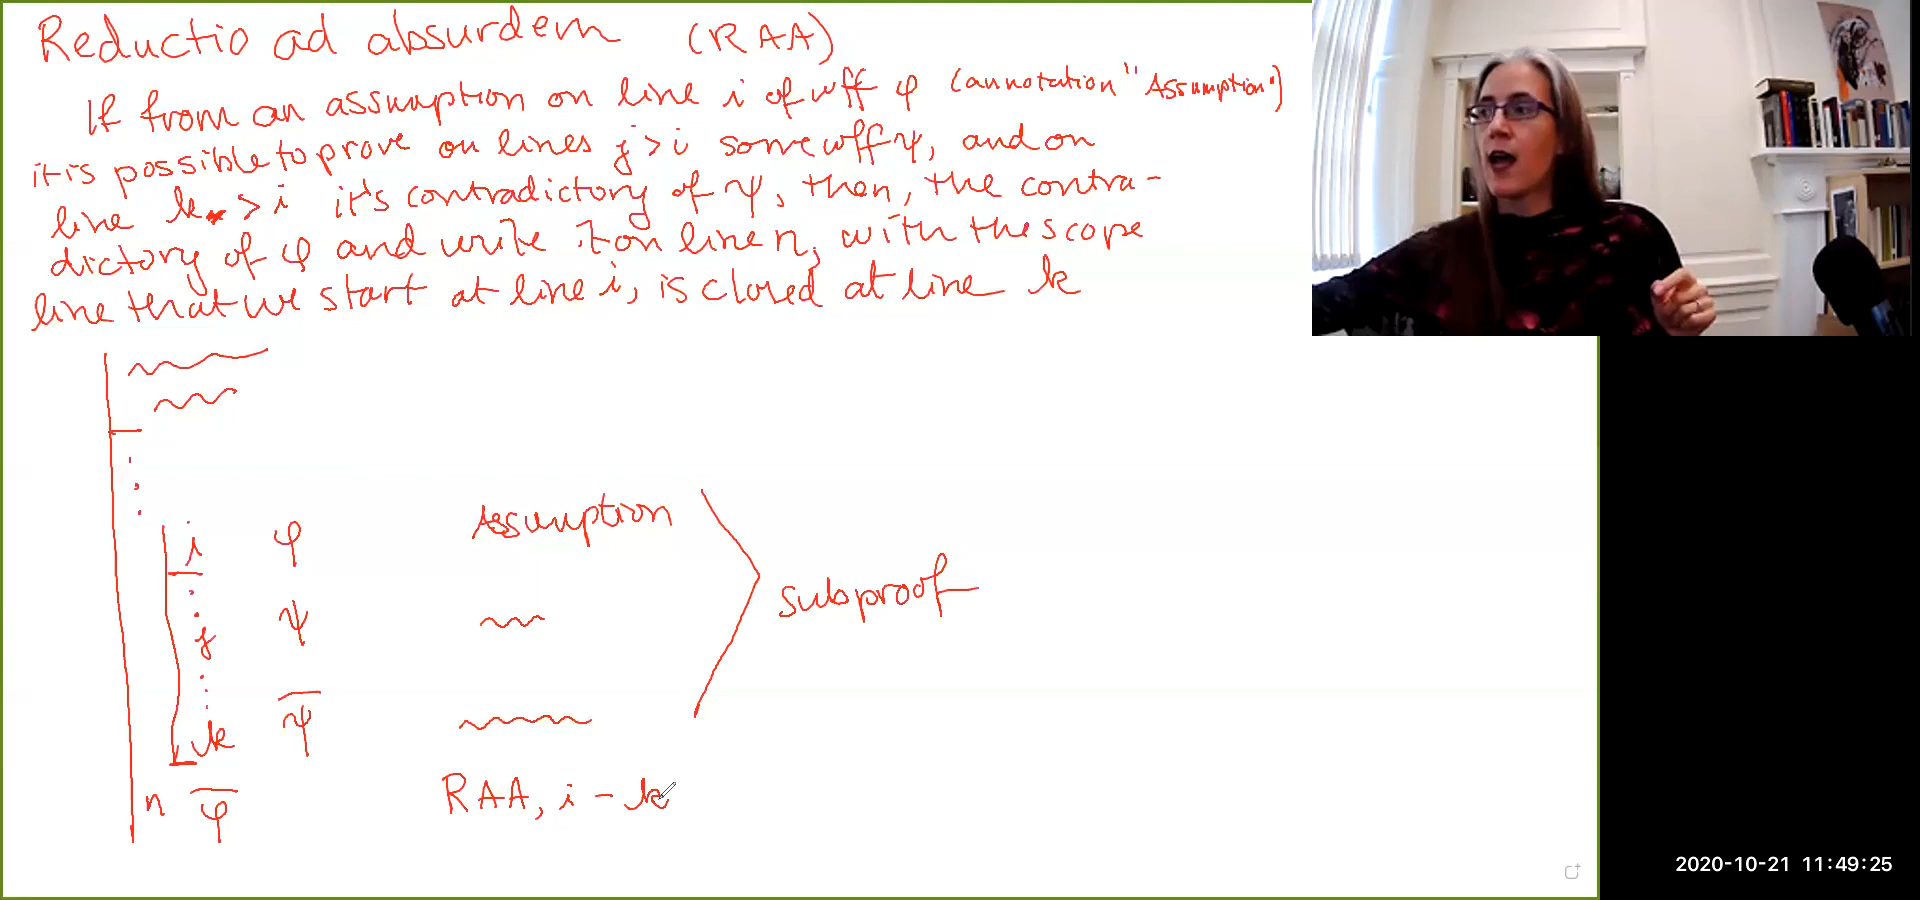 Reductio ad absurdem (RAA)
If from an assumption on line i of wff φ (annotation "Assumption")
it is possible to prove on lines j > i some wff ψ, and on
line k > i it's contradictory of ψ, then, the contra-
dictory of φ and write it on line n, with the scope
line that we start at line i, is closed at line k
i φ Assumption
subproof
j ψ
k ψ̅
n φ̅ RAA, i - k
2020-10-21 11:49:25